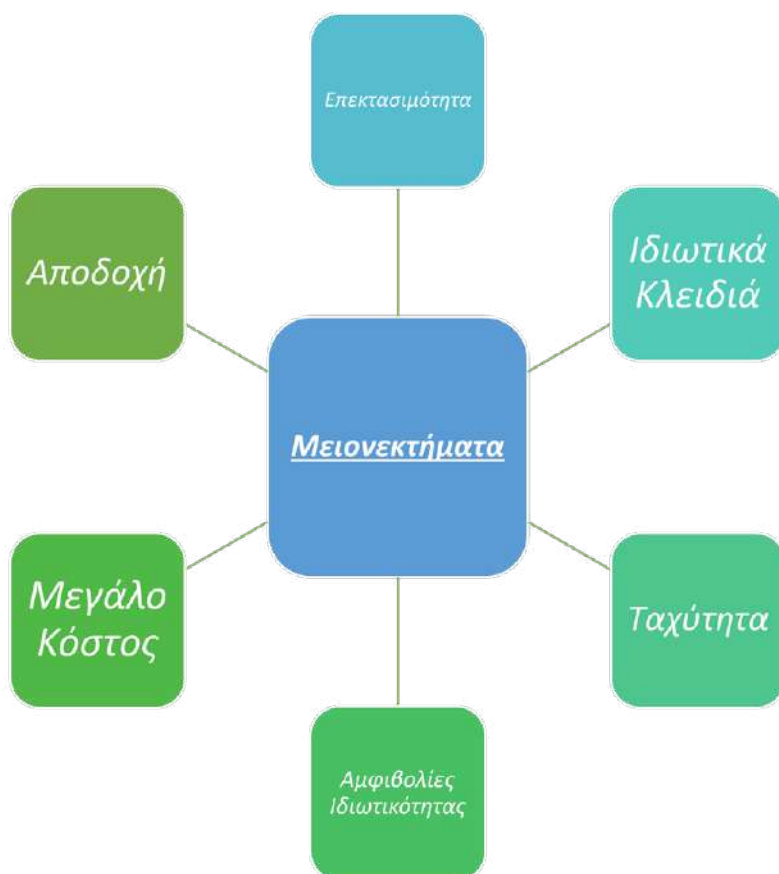 Επεκτασιμότητα
Ιδιωτικά
Κλειδιά
Ταχύτητα
Αμφιβολίες
Ιδιωτικότητας
Μεγάλο
Κόστος
Αποδοχή
Μειονεκτήματα